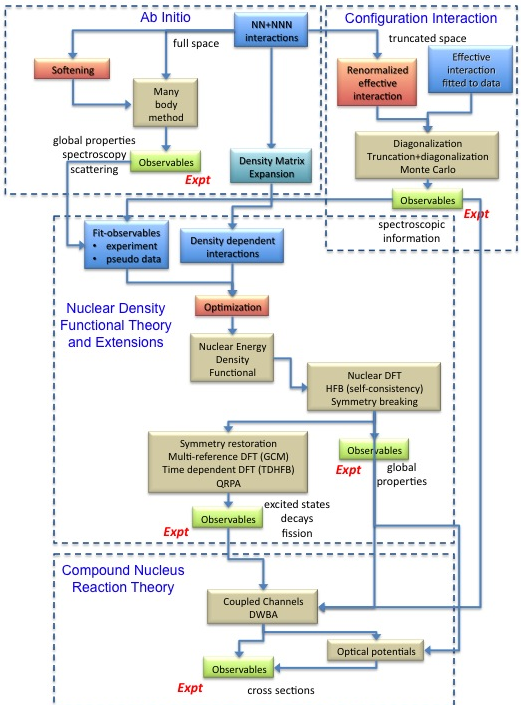 Ab Initio
NN+NNN
interactions
Configuration Interaction
full space
truncated space
Softening
Many
body
method
Renormalized
effective
interaction
Effective
interaction
fitted to data
global properties
spectroscopy
scattering
Observables
Expt
Density Matrix
Expansion
Diagonalization
Truncation+diagonalization
Monte Carlo
Observables
Expt
spectroscopic
information
Fit-observables
• experiment
• pseudo data
Density dependent
interactions
Nuclear Density
Functional Theory
and Extensions
Optimization
Nuclear Energy
Density
Functional
Nuclear DFT
HFB (self-consistency)
Symmetry breaking
Symmetry restoration
Multi-reference DFT (GCM)
Time dependent DFT (TDHFB)
QRPA
Observables
Expt
global
properties
Observables
Expt
excited states
decays
fission
Compound Nucleus
Reaction Theory
Coupled Channels
DWBA
Optical potentials
Observables
Expt
cross sections